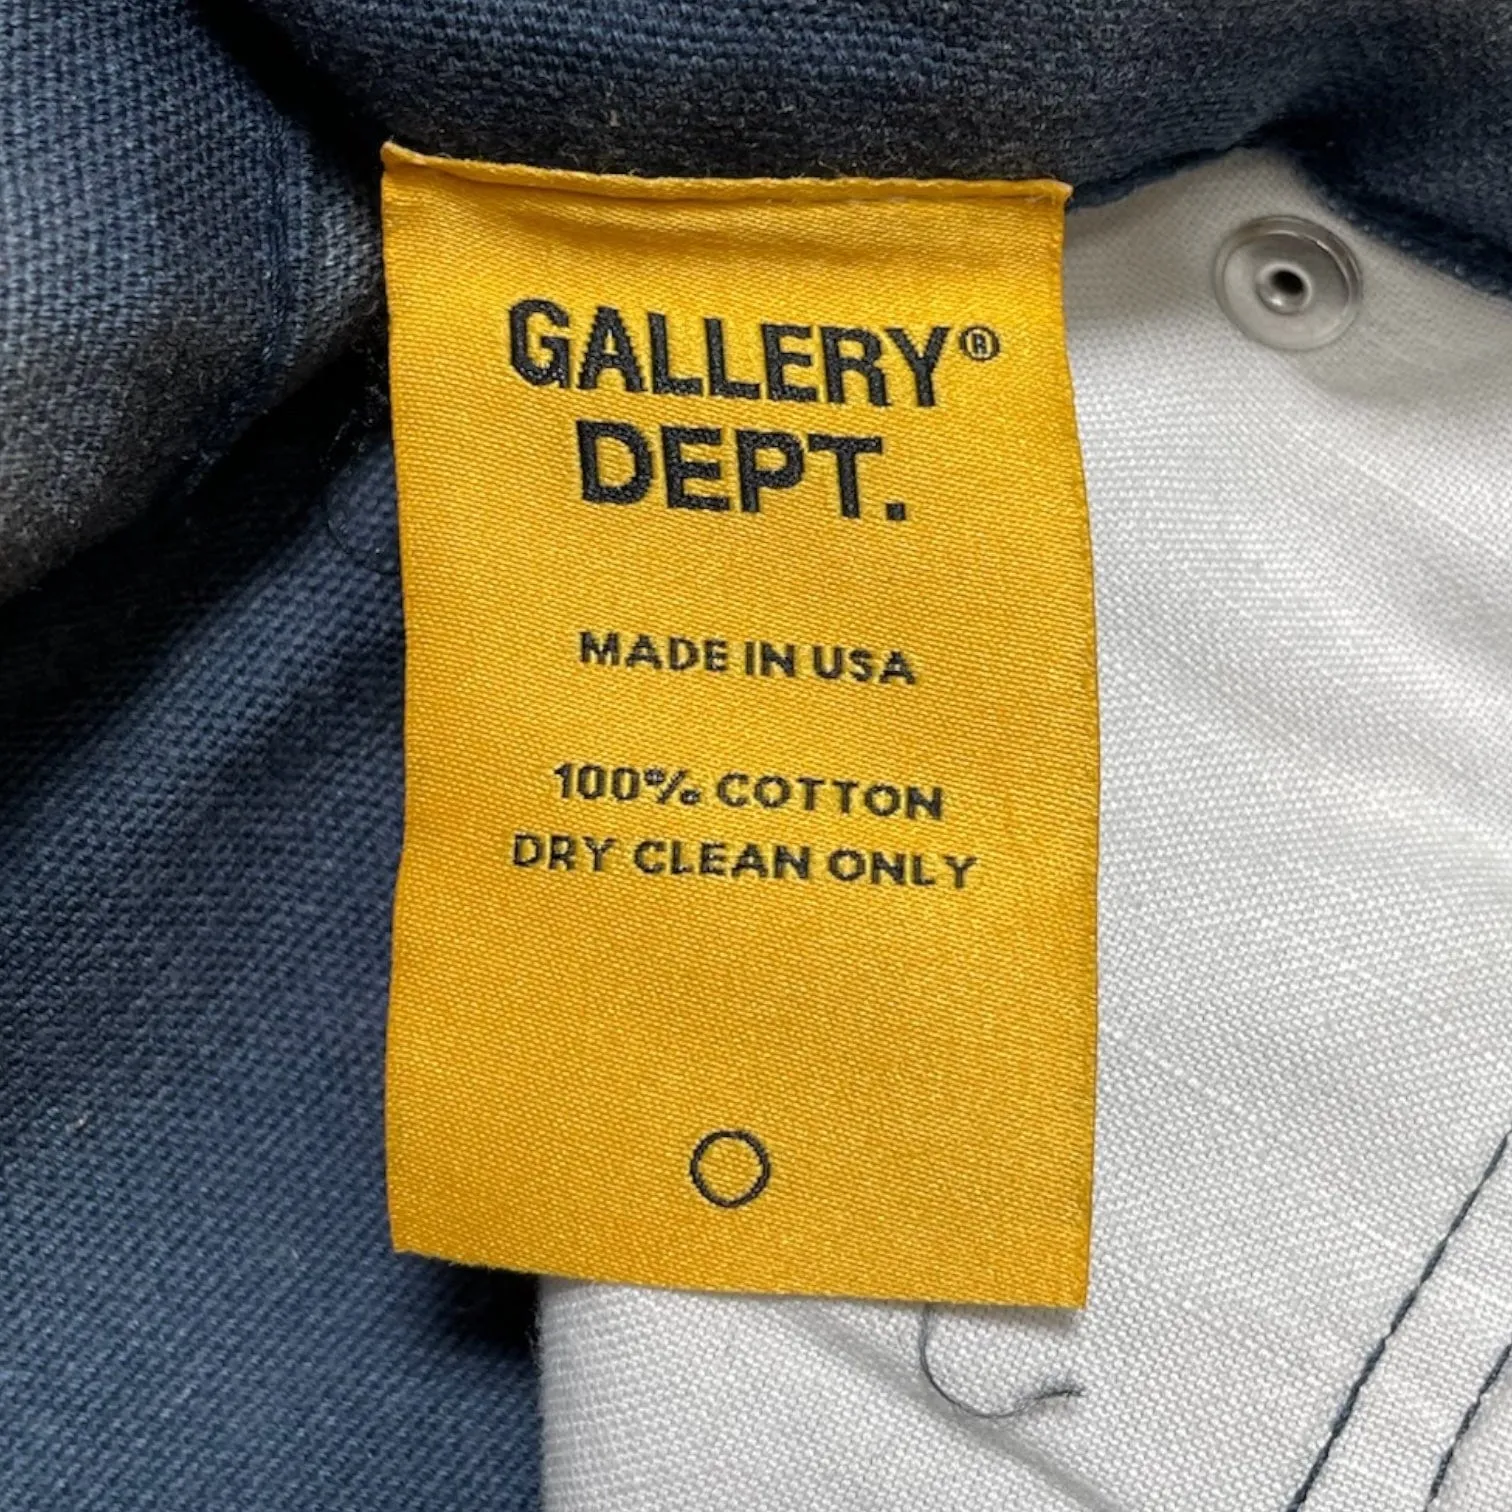 GALLERY®
DEPT.
MADE IN USA
100% COTTON
DRY CLEAN ONLY